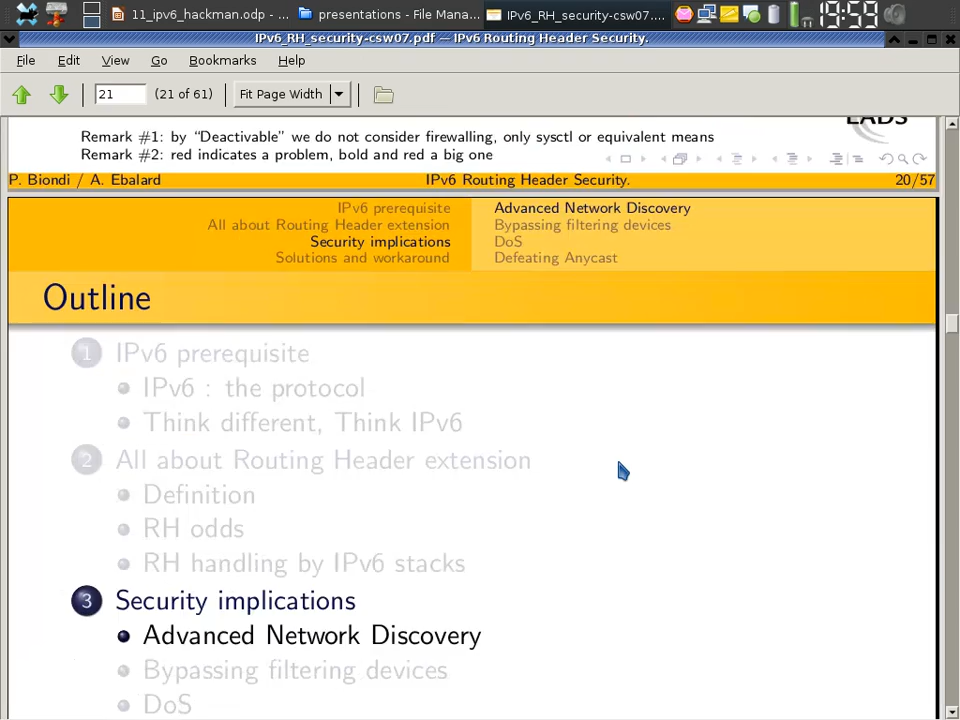 11_ipv6_hackman.odp - ...
presentations - File Mana...
IPv6_RH_security-csw07.pdf....
19:59
IPv6_RH_security-csw07.pdf — IPv6 Routing Header Security.
File Edit View Go Bookmarks Help
21 (21 of 61) Fit Page Width
EADS
Remark #1: by “Deactivable” we do not consider firewalling, only sysctl or equivalent means
Remark #2: red indicates a problem, bold and red a big one
P. Biondi / A. Ebalard IPv6 Routing Header Security. 20/57
IPv6 prerequisite
All about Routing Header extension
Security implications
Solutions and workaround
Advanced Network Discovery
Bypassing filtering devices
DoS
Defeating Anycast
Outline
1 IPv6 prerequisite
IPv6 : the protocol
Think different, Think IPv6
2 All about Routing Header extension
Definition
RH odds
RH handling by IPv6 stacks
3 Security implications
Advanced Network Discovery
Bypassing filtering devices
DoS